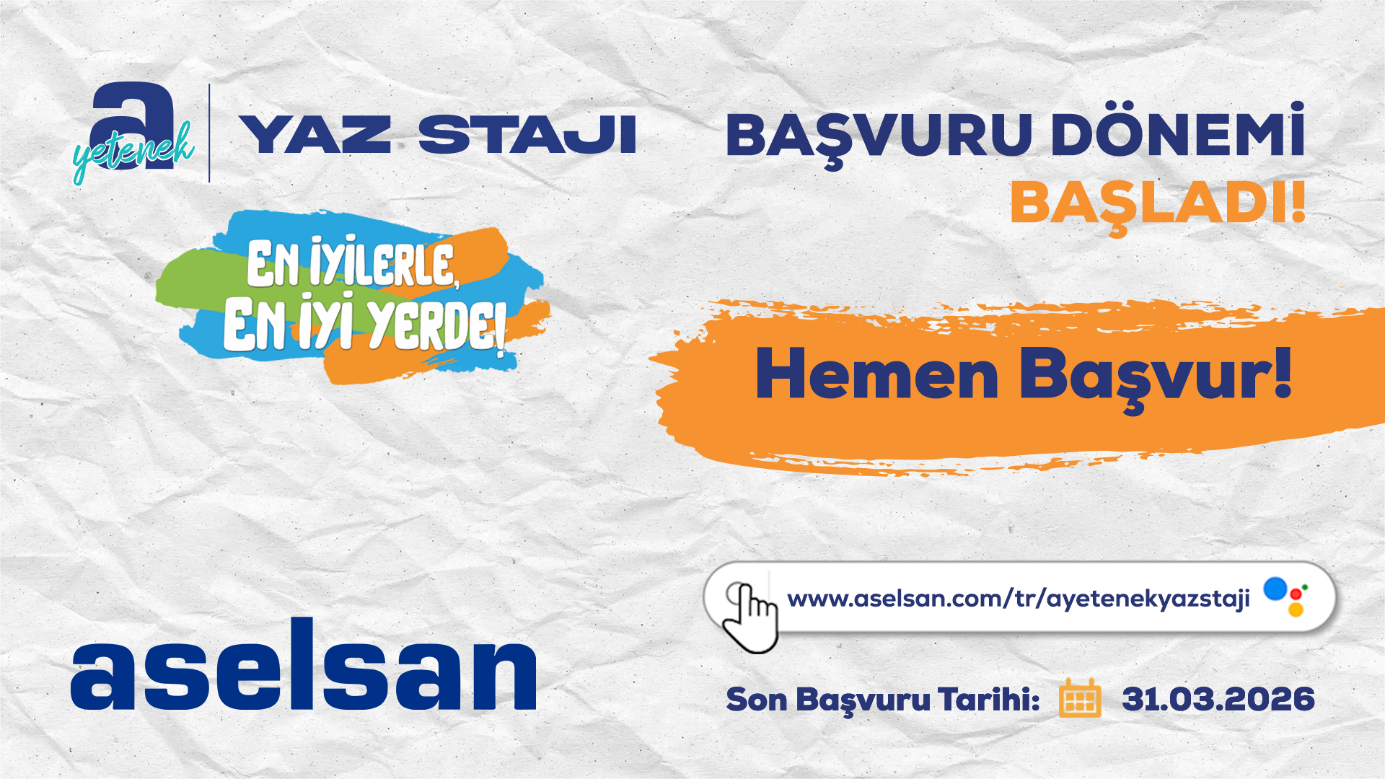 a
yetenek
YAZ STAJI
EN İYİLERLE,
EN İYİ YERDE!
aselsan
BAŞVURU DÖNEMİ
BAŞLADI!
Hemen Başvur!
www.aselsan.com/tr/ayetenekyazstaji
Son Başvuru Tarihi: 31.03.2026